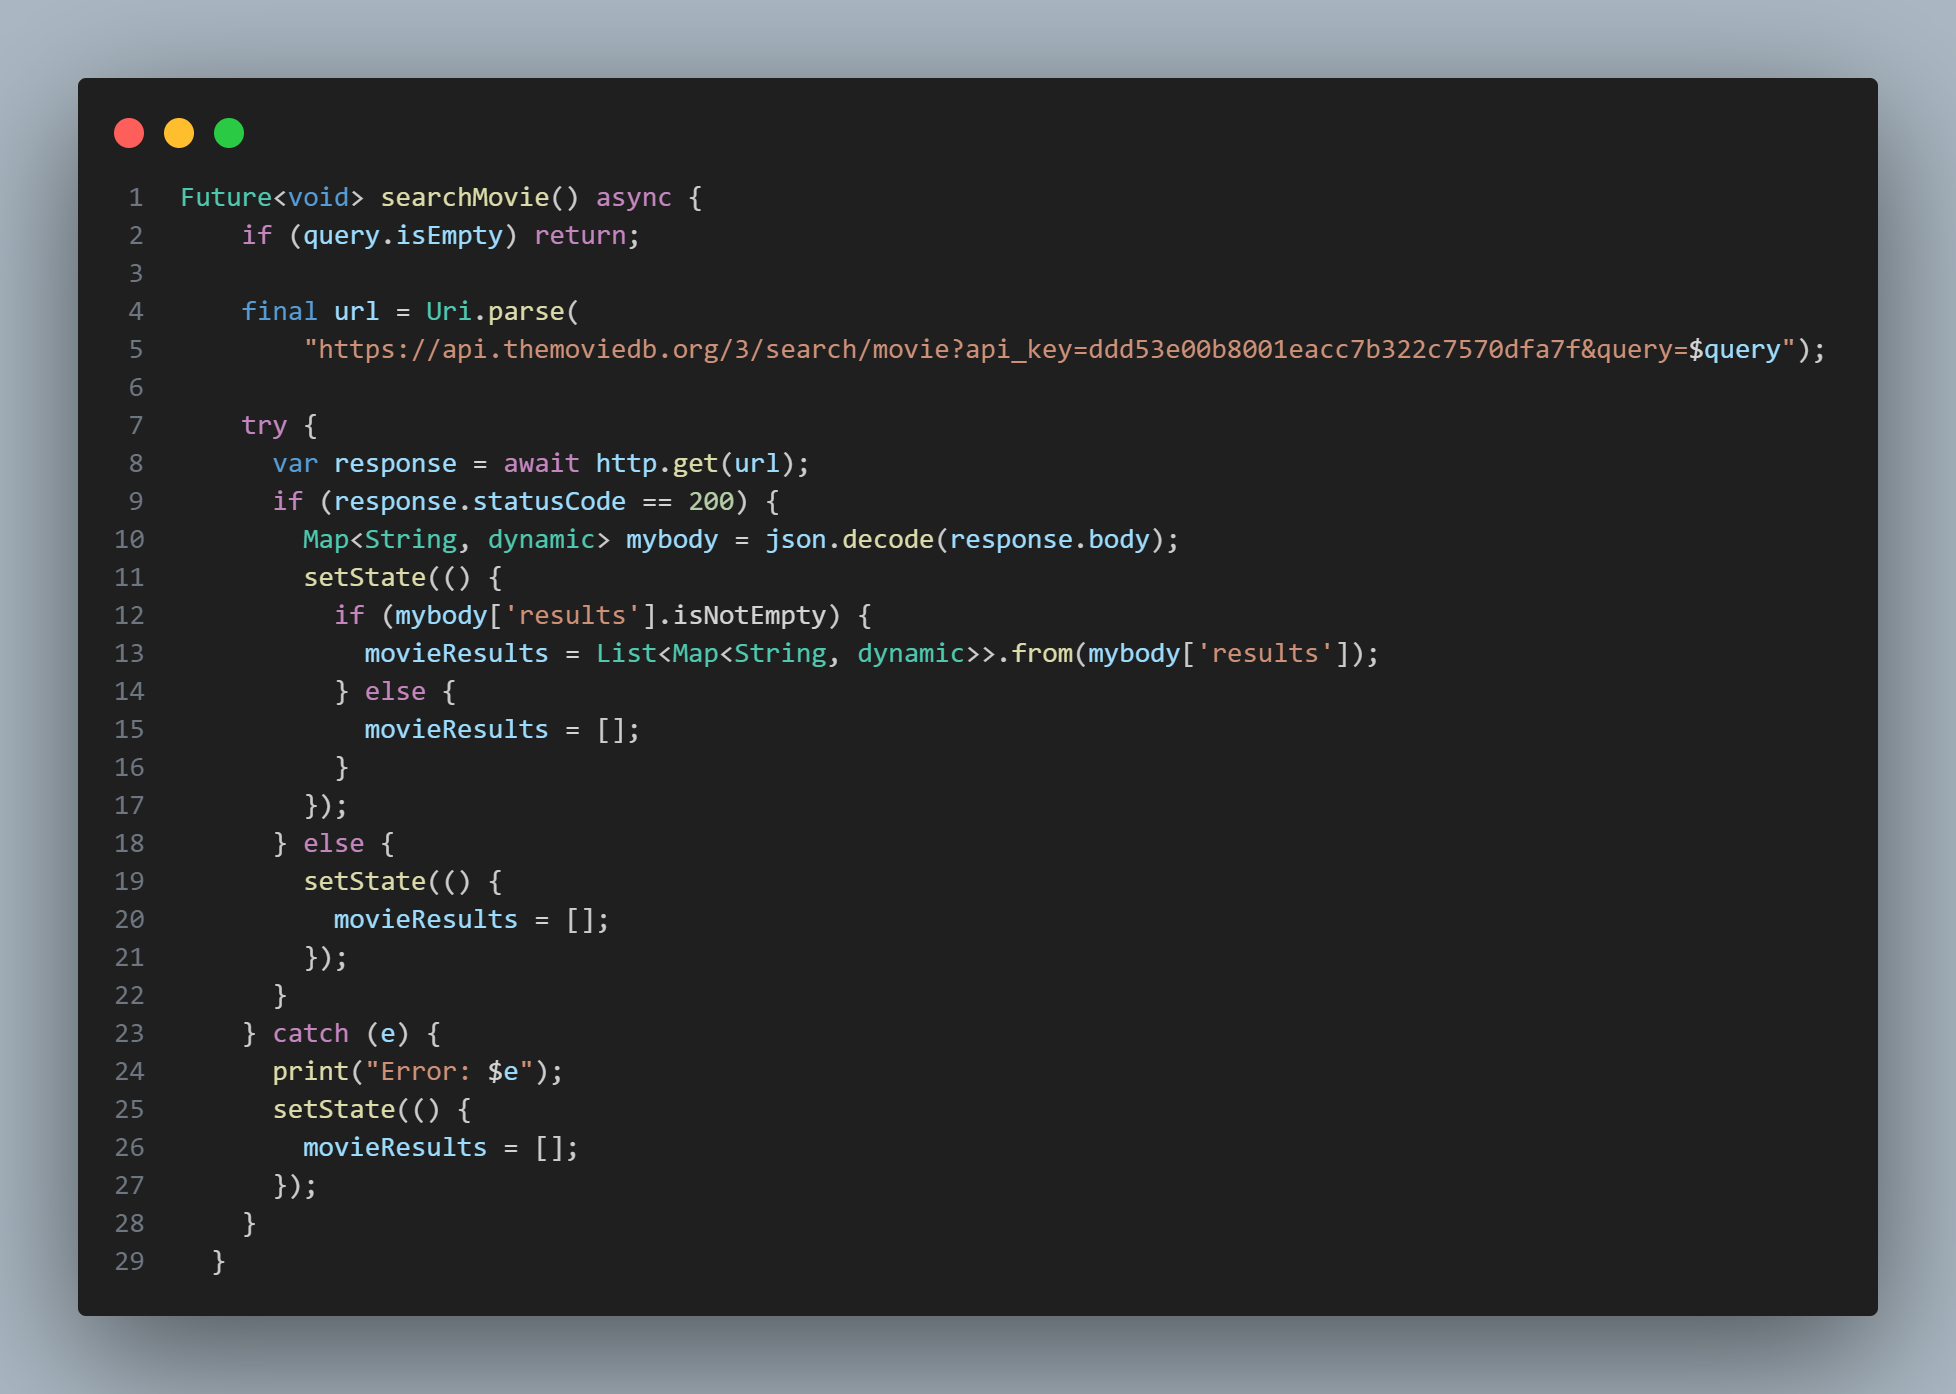 1 Future<void> searchMovie() async {
2 if (query.isEmpty) return;
3
4 final url = Uri.parse(
5 "https://api.themoviedb.org/3/search/movie?api_key=ddd53e00b8001eacc7b322c7570dfa7f&query=$query");
6
7 try {
8 var response = await http.get(url);
9 if (response.statusCode == 200) {
10 Map<String, dynamic> mybody = json.decode(response.body);
11 setState(() {
12 if (mybody['results'].isNotEmpty) {
13 movieResults = List<Map<String, dynamic>>.from(mybody['results']);
14 } else {
15 movieResults = [];
16 }
17 });
18 } else {
19 setState(() {
20 movieResults = [];
21 });
22 }
23 } catch (e) {
24 print("Error: $e");
25 setState(() {
26 movieResults = [];
27 });
28 }
29 }